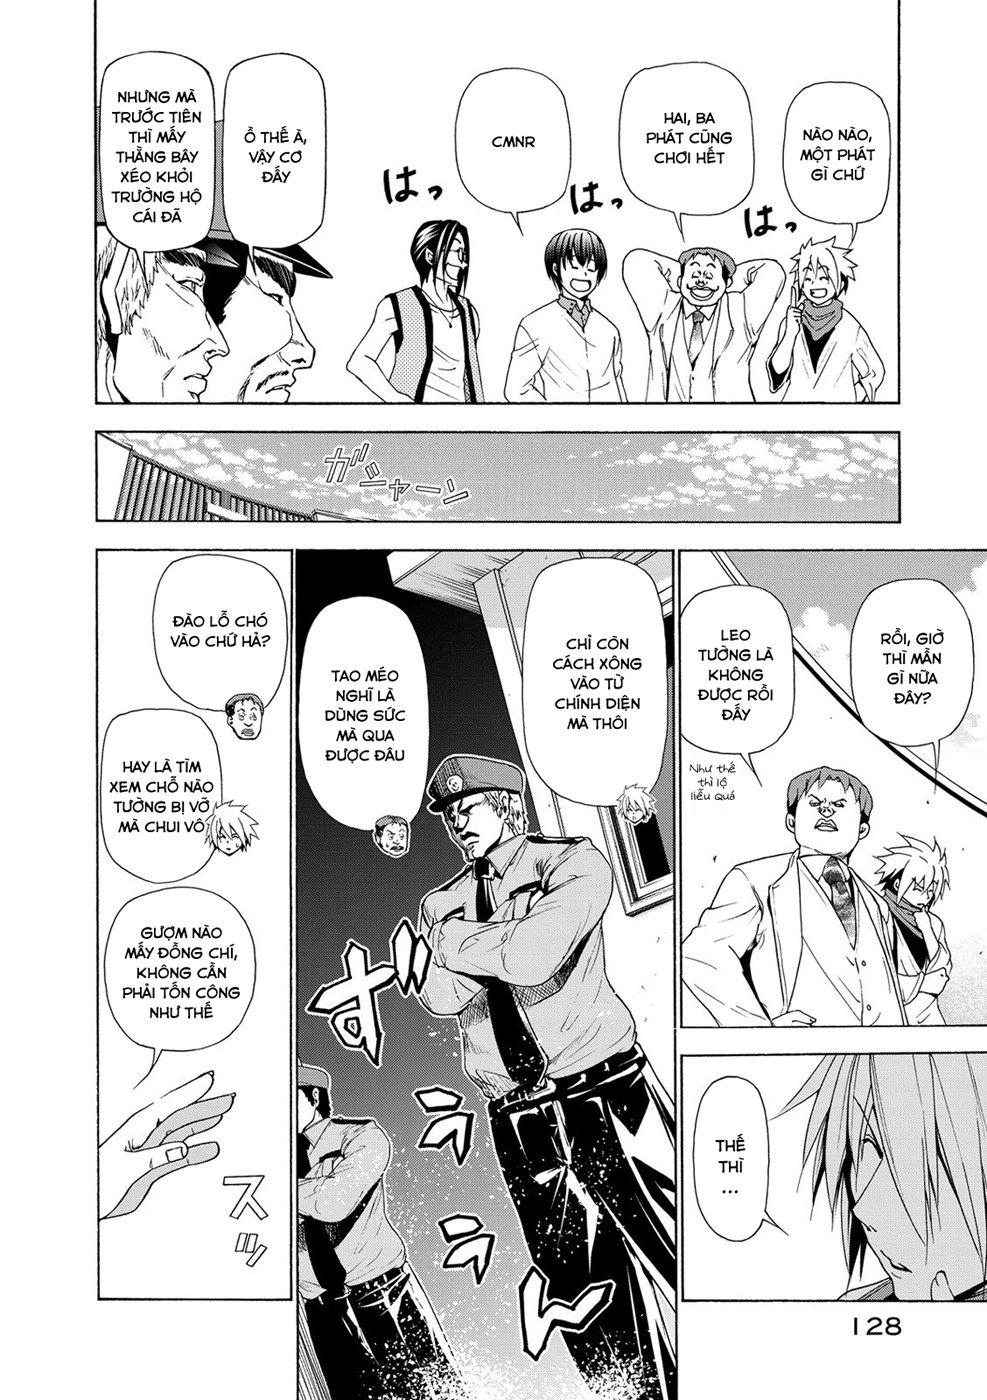 NÀO NÀO,
MỘT PHÁT
GÌ CHỨ
はっ
HAI, BA
PHÁT CŨNG
CHƠI HẾT
はっ
CMNR
はっ
Ồ THẾ À,
VẬY CƠ
ĐẤY
NHƯNG MÀ
TRƯỚC TIÊN
THÌ MẤY
THẰNG BÂY
XÉO KHỎI
TRƯỜNG HỘ
CÁI ĐÃ
ガシャーン
RỒI, GIỜ
THÌ MẦN
GÌ NỮA
ĐÂY?
LEO
TƯỜNG LÀ
KHÔNG
ĐƯỢC RỒI
ĐẤY
Như thế
thì lộ
liễu quá
THẾ
THÌ
...
CHỈ CÒN
CÁCH XÔNG
VÀO TỪ
CHÍNH DIỆN
MÀ THÔI
TAO MÉO
NGHĨ LÀ
DÙNG SỨC
MÀ QUA
ĐƯỢC ĐÂU
ずううん
ĐÀO LỖ CHÓ
VÀO CHỨ HẢ?
HAY LÀ TÌM
XEM CHỖ NÀO
TƯỜNG BỊ VỠ
MÀ CHUI VÔ
GƯỢM NÀO
MẤY ĐỒNG CHÍ,
KHÔNG CẦN
PHẢI TỐN CÔNG
NHƯ THẾ
スッ
128